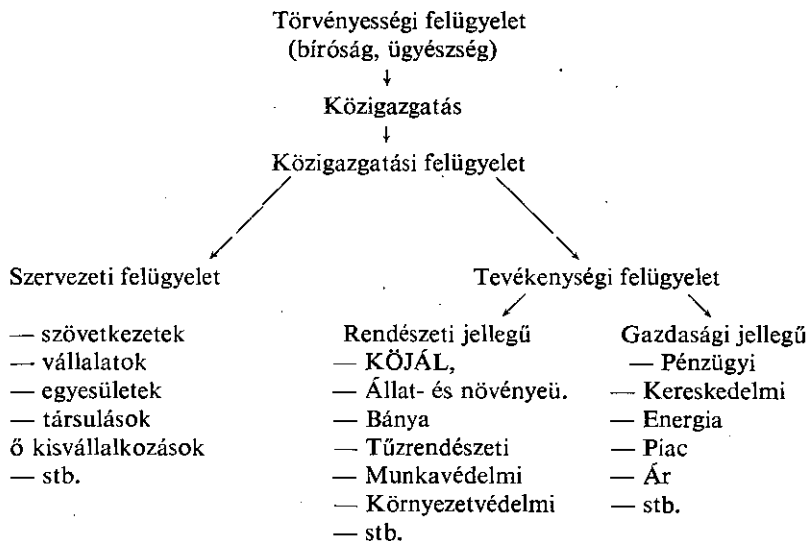 Törvényességi felügyelet
(bíróság, ügyészség)
Közigazgatás
Közigazgatási felügyelet
Szervezeti felügyelet
— szövetkezetek
— vállalatok
— egyesületek
— társulások
ő kisvállalkozások
— stb.
Tevékenységi felügyelet
Rendészeti jellegű
— KÖJÁL,
— Állat- és növényeü.
— Bánya
— Tűzrendészeti
— Munkavédelmi
— Környezetvédelmi
— stb.
Gazdasági jellegű
— Pénzügyi
— Kereskedelmi
— Energia
— Piac
— Ár
— stb.